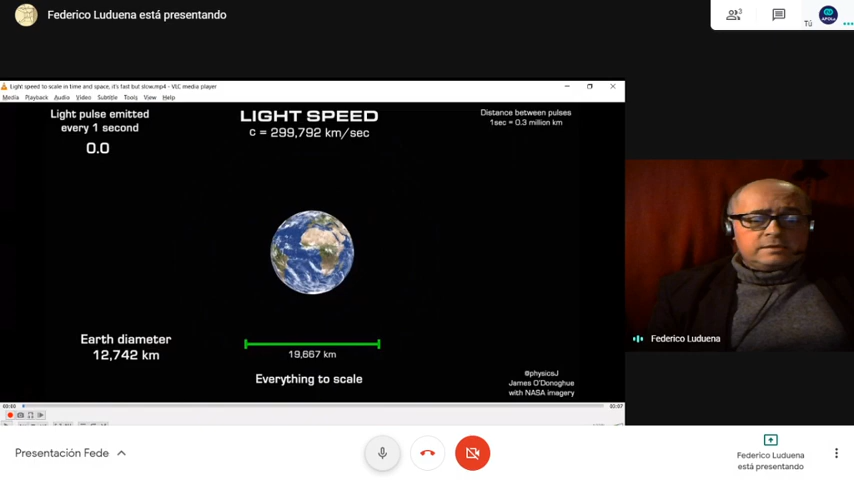 Federico Luduena está presentando
3
Tú
APOLa
Light speed to scale in time and space, it's fast but slow.mp4 - VLC media player
Media Playback Audio Video Subtitle Tools View Help
Light pulse emitted
every 1 second
0.0
LIGHT SPEED
c = 299,792 km/sec
Distance between pulses
1sec = 0.3 million km
Earth diameter
12,742 km
19,667 km
Everything to scale
@physicsJ
James O'Donoghue
with NASA imagery
00:00
00:07
Federico Luduena
Presentación Fede
Federico Luduena
está presentando